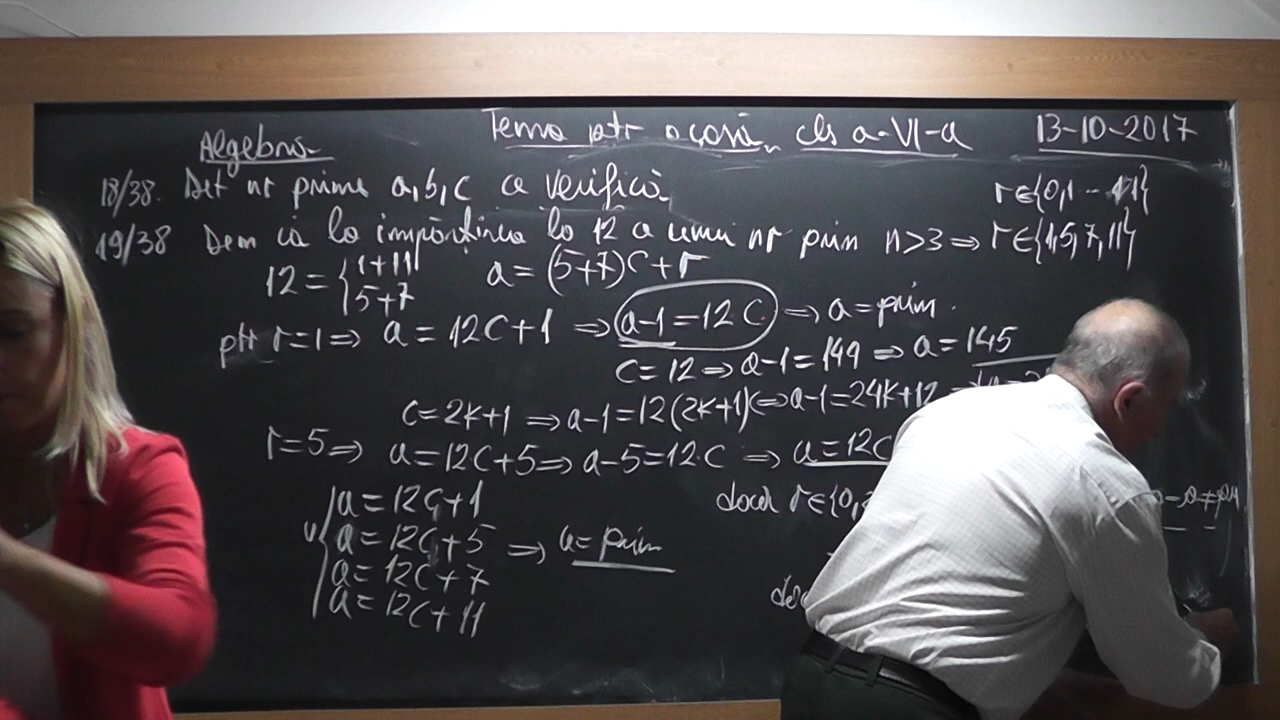 Tema ptr acasă, cls a-VI-a 13-10-2017
Algebra
18/38. Det nr prime a,b,c ce verifică r∈{0,1...11}
19/38 Dem că la împărțirea la 12 a unui nr prim n>3 ⇒ r∈{1,5,7,11}
12={1+11 a=(5+7)C+r
5+7
ptr r=1⇒ a=12C+1 ⇒ a-1=12C ⇒ a=prim.
C=12⇒a-1=144⇒a=145
C=2K+1 ⇒a-1=12(2K+1)⇔a-1=24K+12
r=5⇒ a=12C+5⇒a-5=12C ⇒ a=12C
a=12C+1 dacă r∈{0,
a=12C+5 ⇒ a=prim
a=12C+7
a=12C+11